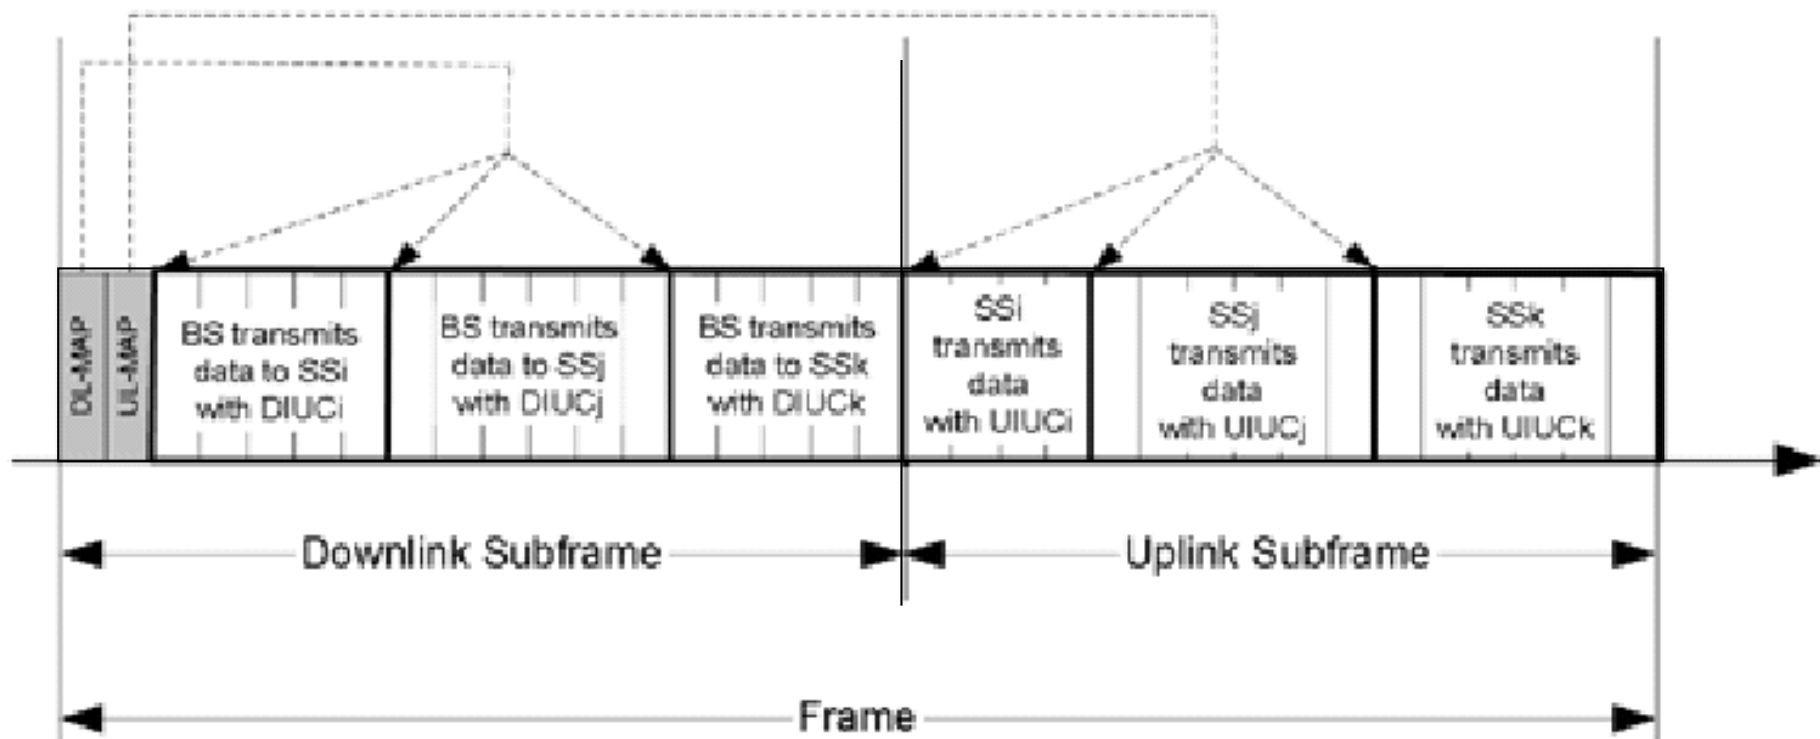 DL-MAP
UL-MAP
BS transmits
data to SSi
with DIUCi
BS transmits
data to SSj
with DIUCj
BS transmits
data to SSk
with DIUCk
SSi
transmits
data
with UIUCi
SSj
transmits
data
with UIUCj
SSk
transmits
data
with UIUCk
Downlink Subframe
Uplink Subframe
Frame